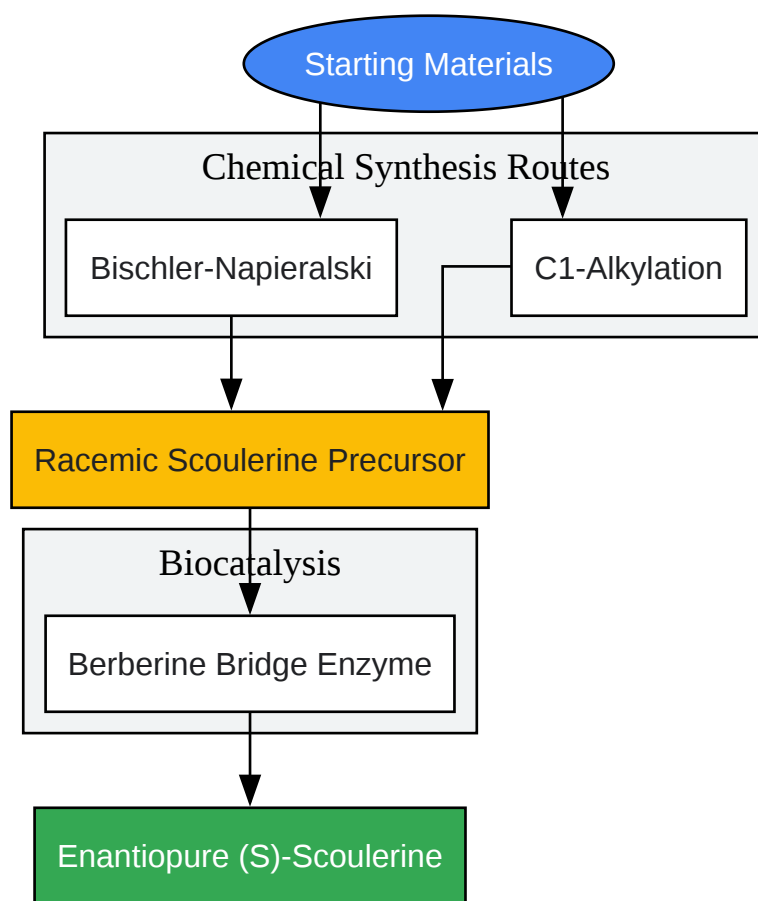 Starting Materials
Chemical Synthesis Routes
Bischler-Napieralski
C1-Alkylation
Racemic Scoulerine Precursor
Biocatalysis
Berberine Bridge Enzyme
Enantiopure (S)-Scoulerine